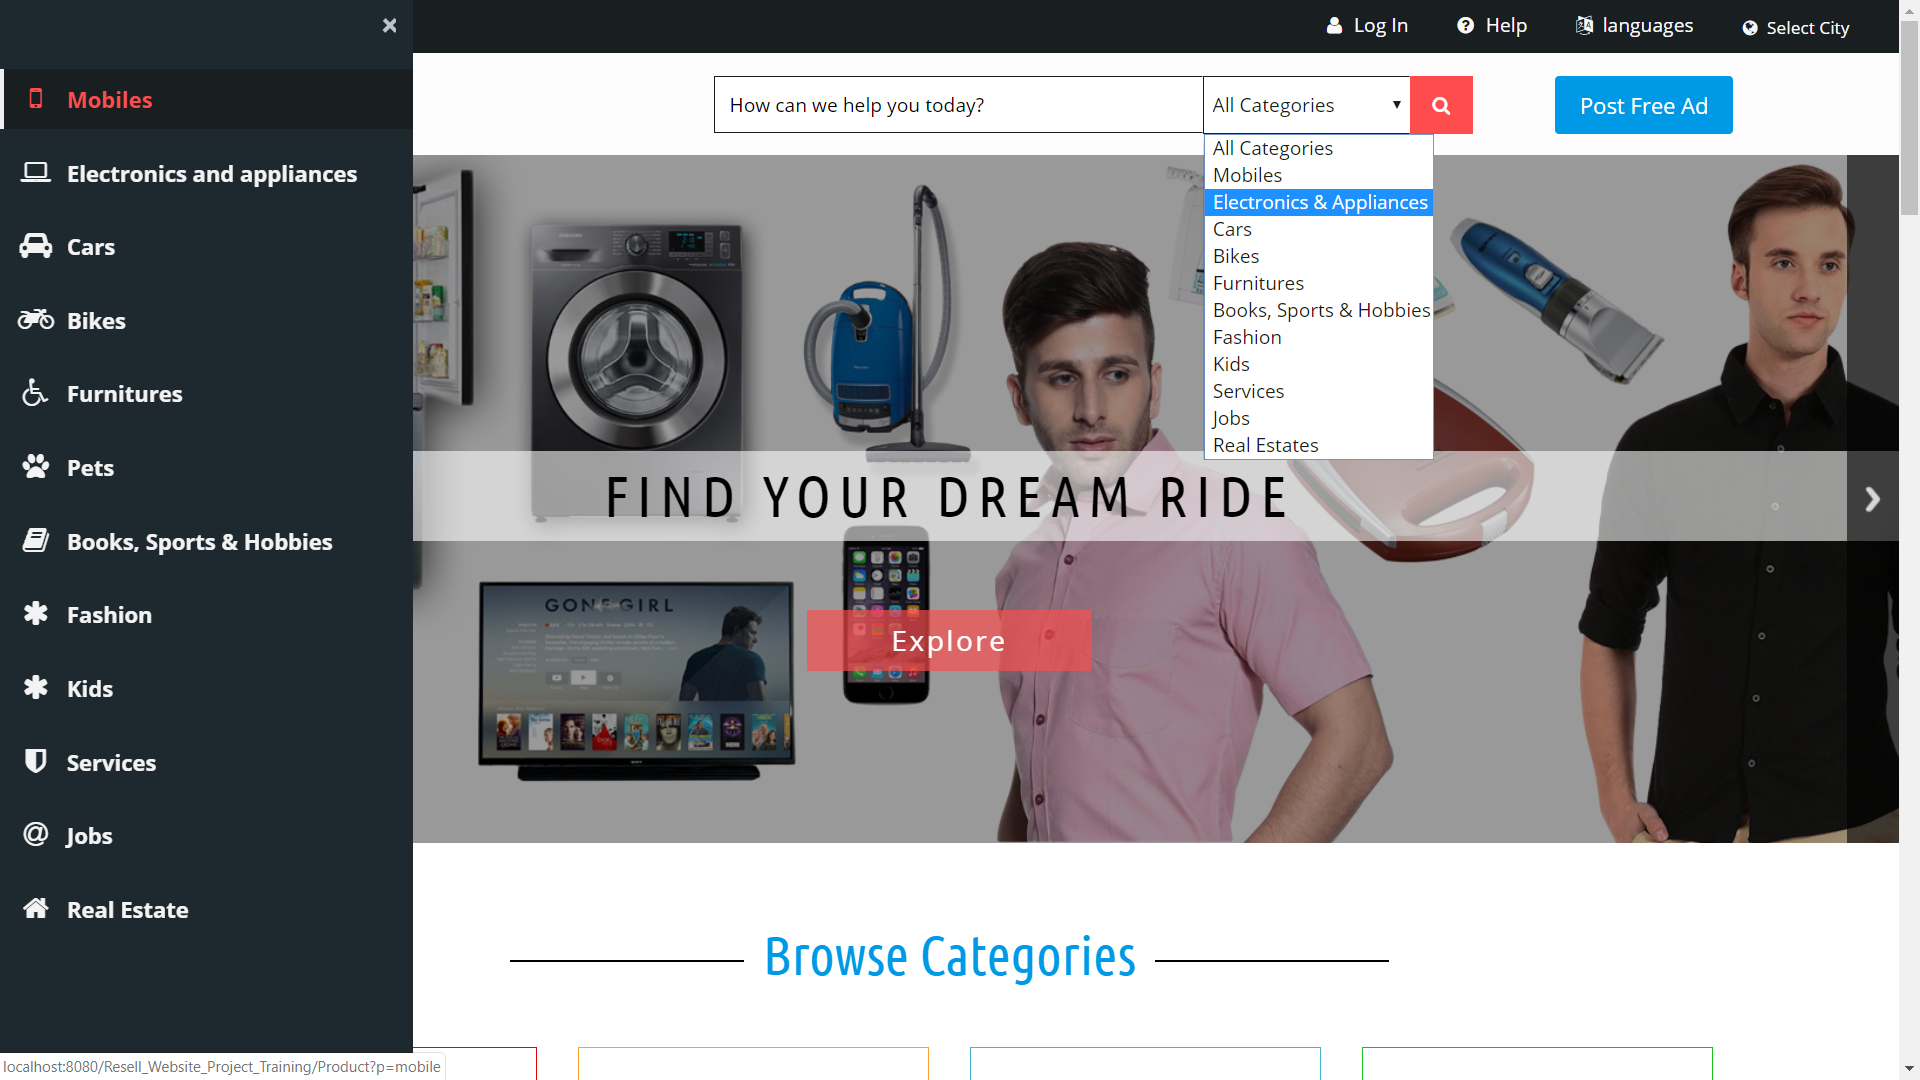 ×
Mobiles
Electronics and appliances
Cars
Bikes
Furnitures
Pets
Books, Sports & Hobbies
Fashion
Kids
Services
Jobs
Real Estate
Log In
Help
languages
Select City
How can we help you today?
All Categories
Post Free Ad
All Categories
Mobiles
Electronics & Appliances
Cars
Bikes
Furnitures
Books, Sports & Hobbies
Fashion
Kids
Services
Jobs
Real Estates
SAMSUNG
FIND YOUR DREAM RIDE
GONE GIRL
Explore
Browse Categories
localhost:8080/Resell_Website_Project_Training/Product?p=mobile